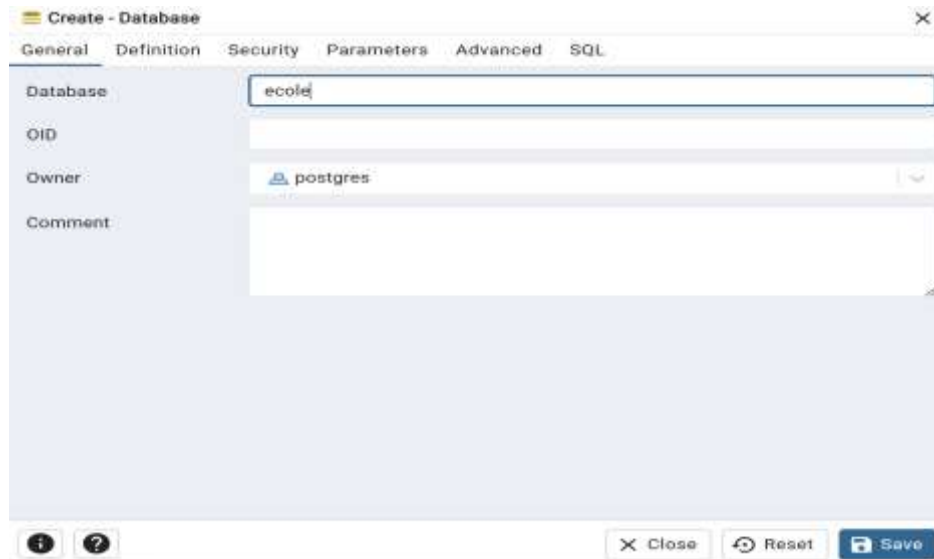 Create - Database
General Definition Security Parameters Advanced SQL
Database ecole
OID
Owner postgres
Comment
Close Reset Save